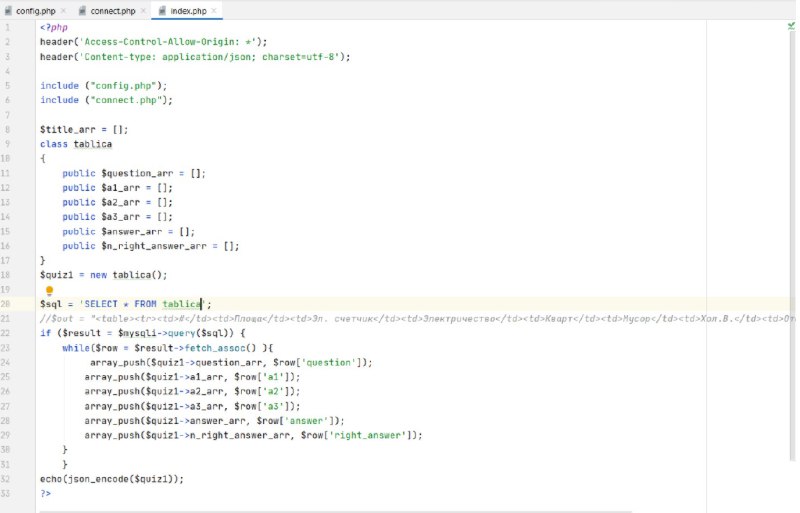 config.php connect.php index.php
1 <?php
2 header('Access-Control-Allow-Origin: *');
3 header('Content-type: application/json; charset=utf-8');
4
5 include ("config.php");
6 include ("connect.php");
7
8 $title_arr = [];
9 class tablica
10 {
11 public $question_arr = [];
12 public $a1_arr = [];
13 public $a2_arr = [];
14 public $a3_arr = [];
15 public $answer_arr = [];
16 public $n_right_answer_arr = [];
17 }
18 $quiz1 = new tablica();
19
20 $sql = 'SELECT * FROM tablica';
21 //$out = "<table><tr><td>#</td><td>Площа</td><td>Эл. счетчик</td><td>Электричество</td><td>Кварт</td><td>Мусор</td><td>Хол.В.</td><td>От
22 if ($result = $mysqli->query($sql)) {
23 while($row = $result->fetch_assoc() ){
24 array_push($quiz1->question_arr, $row['question']);
25 array_push($quiz1->a1_arr, $row['a1']);
26 array_push($quiz1->a2_arr, $row['a2']);
27 array_push($quiz1->a3_arr, $row['a3']);
28 array_push($quiz1->answer_arr, $row['answer']);
29 array_push($quiz1->n_right_answer_arr, $row['right_answer']);
30 }
31 }
32 echo(json_encode($quiz1));
33 ?>